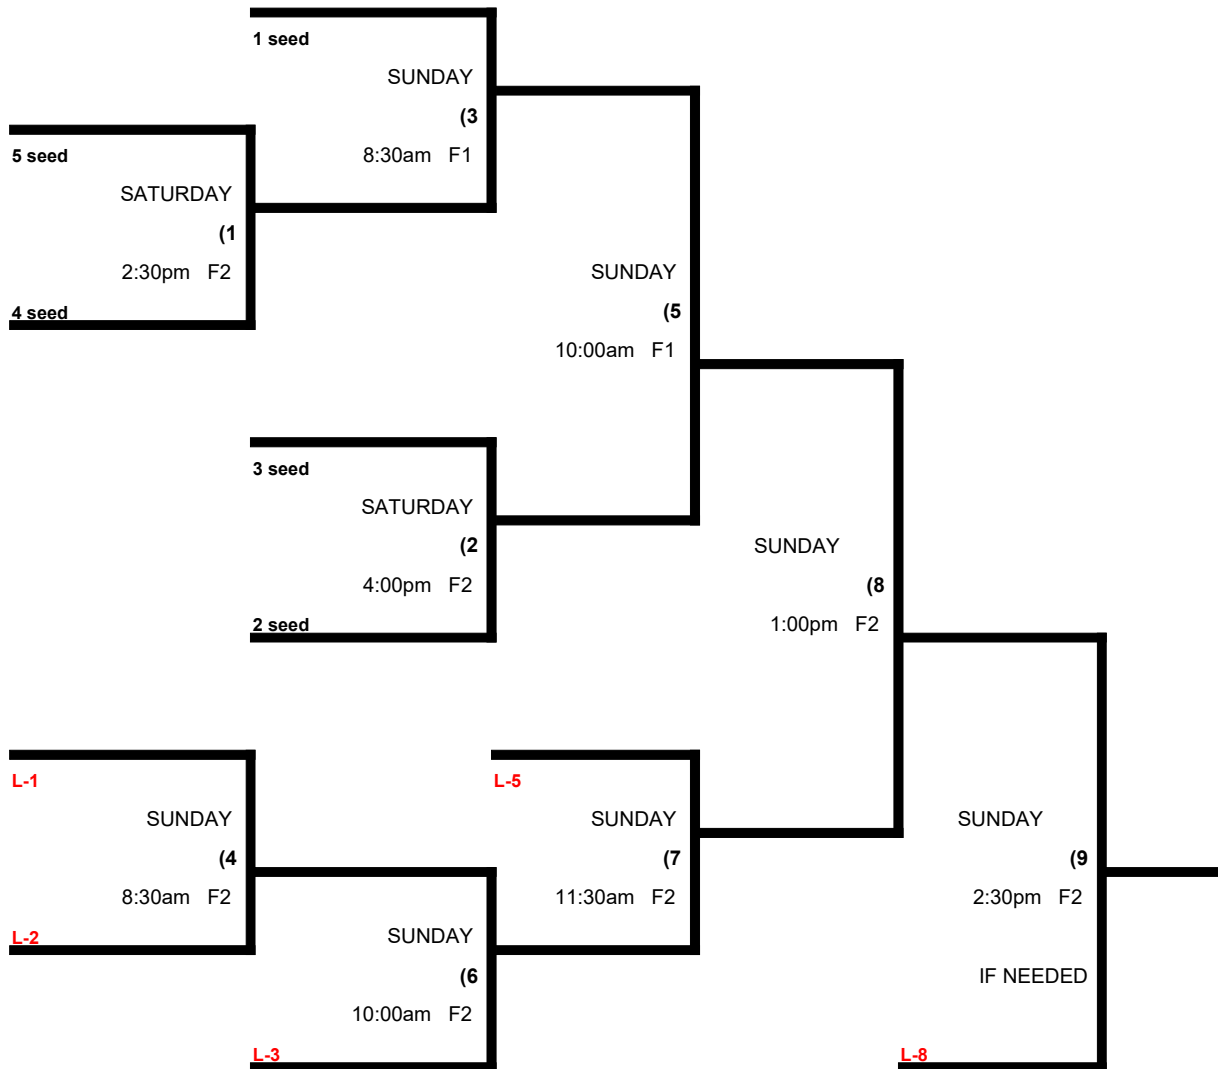 1 seed
SUNDAY
(3
8:30am F1
5 seed
SATURDAY
(1
2:30pm F2
4 seed
SUNDAY
(5
10:00am F1
3 seed
SATURDAY
(2
4:00pm F2
2 seed
SUNDAY
(8
1:00pm F2
L-1
SUNDAY
(4
8:30am F2
L-2
L-5
SUNDAY
(7
11:30am F2
SUNDAY
(6
10:00am F2
L-3
SUNDAY
(9
2:30pm F2
IF NEEDED
L-8